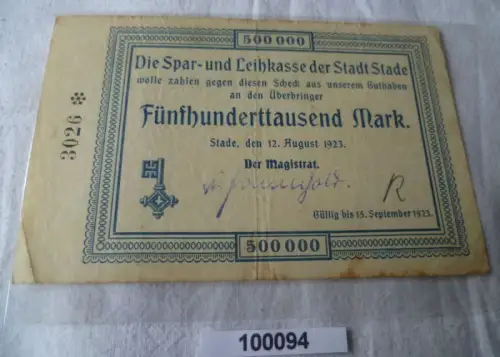 500 000
Die Spar- und Leihkasse der Stadt Stade
wolle zahlen gegen diesen Scheck aus unserem Guthaben
an den Überbringer
Fünfhunderttausend Mark.
Stade, den 12. August 1923.
Der Magistrat.
R
Gültig bis 15. September 1923.
500 000
3026 *
100094